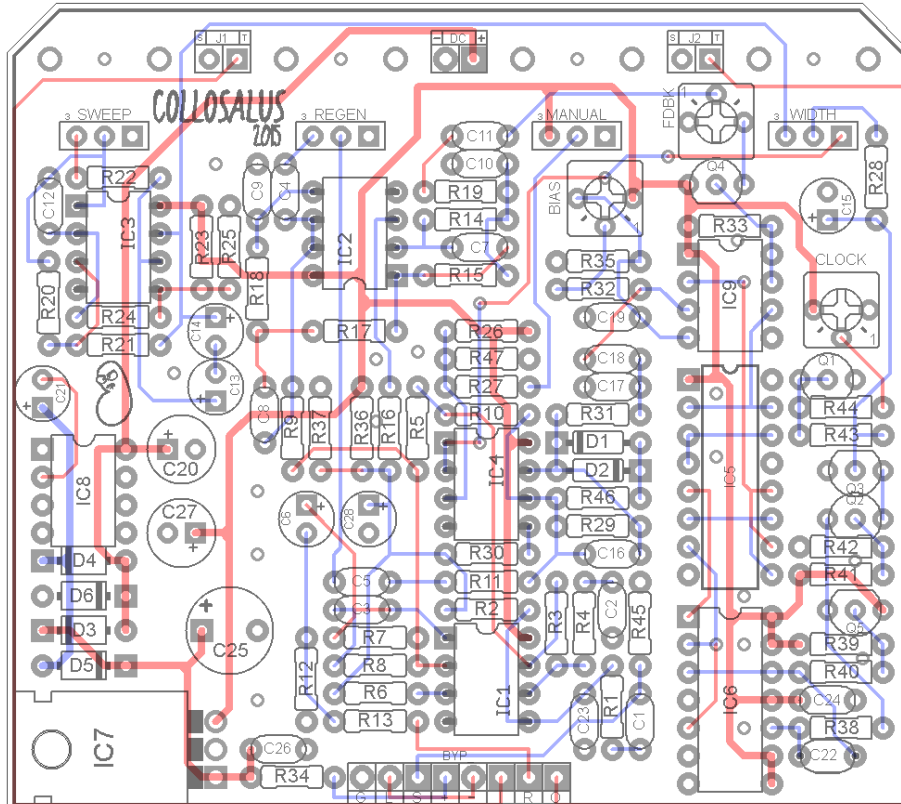 S J1 T
- DC +
S J2 T
3 SWEEP
COLLOSALUS
2015
3 REGEN
C11
3 MANUAL
FDBK
1
3 WIDTH
C10
R28
R22
C12
C9
C4
R19
BIAS
Q4
C15
+
IC3
R23
R25
IC2
R14
1
R33
C7
R18
R15
R35
IC9
CLOCK
R20
R32
R24
C14
+
R17
R26
C19
1
R21
R47
C18
C21
+
C213
+
C8
R9
R37
R36
R16
R5
R27
C17
Q1
R10
R31
R44
C20
+
D1
R43
IC8
IC4
D2
IC5
Q3
C27
+
C6
+
C28
+
R46
Q2
R29
D4
R30
C16
R42
R41
D6
C5
R11
C3
R2
R3
R4
C2
R45
Q5
D3
C25
+
R7
R39
D5
R12
R8
R40
R6
IC1
R1
IC6
C24
R13
C23
C1
R38
IC7
C26
BYP
C22
R34
G L S + - I R O